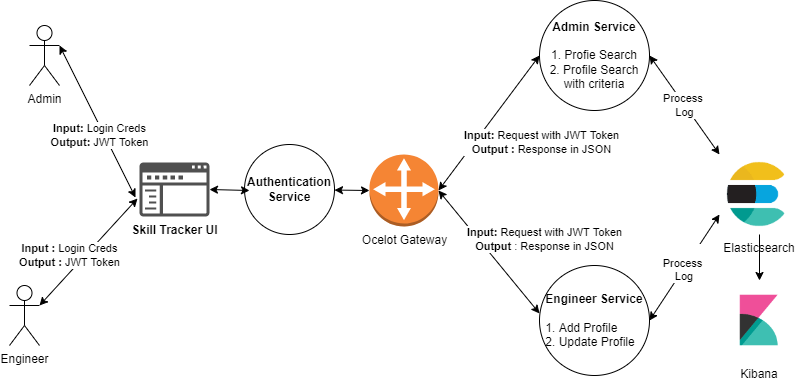 Admin
Input: Login Creds
Output: JWT Token
Skill Tracker UI
Input : Login Creds
Output : JWT Token
Engineer
Authentication
Service
Ocelot Gateway
Admin Service
1. Profie Search
2. Profile Search
with criteria
Input: Request with JWT Token
Output : Response in JSON
Input: Request with JWT Token
Output : Response in JSON
Engineer Service
1. Add Profile
2. Update Profile
Process
Log
Process
Log
Elasticsearch
Kibana